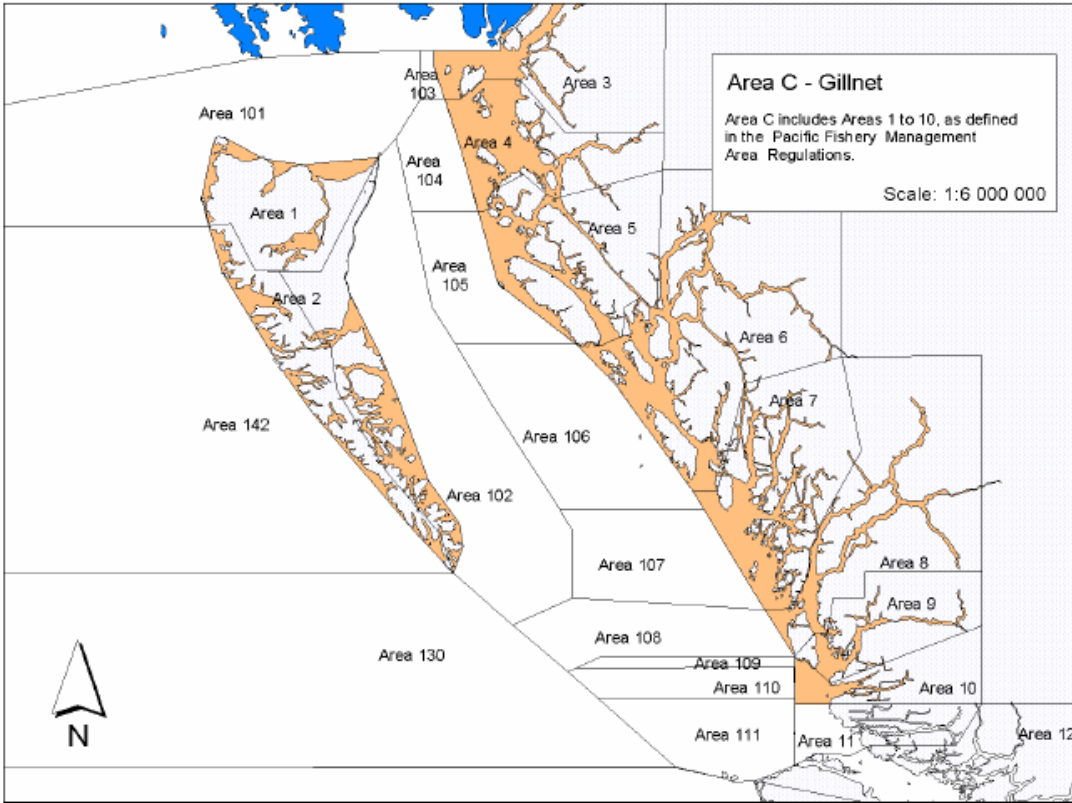 Area 103
Area 3
Area C - Gillnet
Area C includes Areas 1 to 10, as defined
in the Pacific Fishery Management
Area Regulations.
Scale: 1:6 000 000
Area 101
Area 4
Area
104
Area 1
Area 5
Area
105
Area 2
Area 6
Area 7
Area 142
Area 106
Area 102
Area 107
Area 8
Area 9
Area 108
Area 130
Area 109
Area 110
Area 10
N
Area 111
Area 11
Area 12